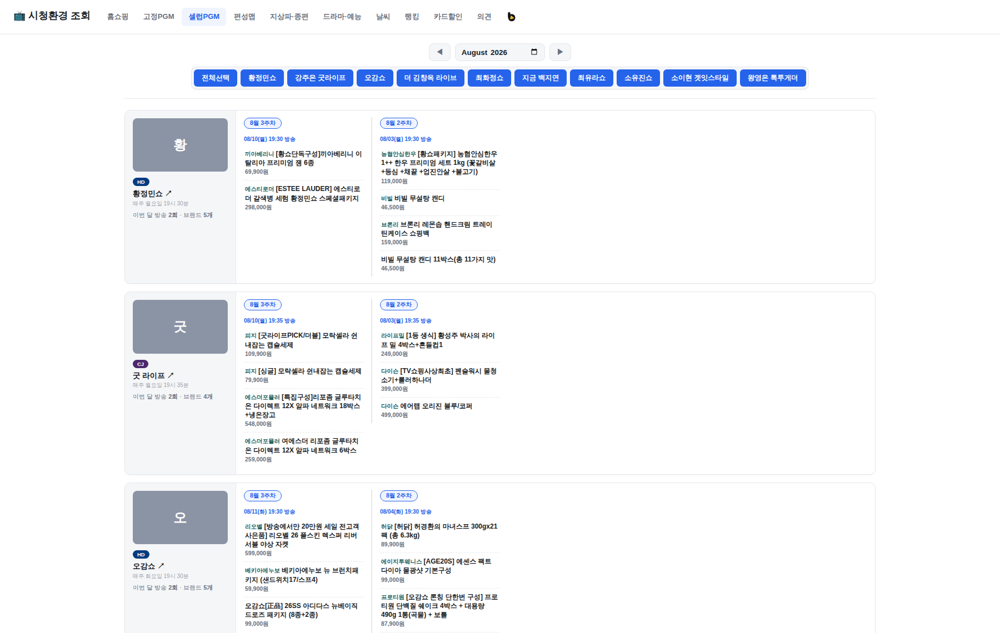 시청환경 조회
홈쇼핑
고정PGM
셀럽PGM
편성맵
지상파·종편
드라마·예능
날씨
랭킹
카드할인
의견
◀
August 2026
▶
전체선택
황정민쇼
강주은 굿라이프
오감쇼
더 김창옥 라이브
최화정쇼
지금 백지연
최유라쇼
소유진쇼
소이현 겟잇스타일
왕영은 톡투게더
황
HD
황정민쇼 ↗
매주 월요일 19시 30분
이번 달 방송 2회 · 브랜드 5개
8월 3주차
08/10(월) 19:30 방송
끼아베리니 [황쇼단독구성]끼아베리니 이
탈리아 프리미엄 잼 6종
69,900원
에스티로더 [ESTEE LAUDER] 에스티로
더 갈색병 세럼 황정민쇼 스페셜패키지
298,000원
8월 2주차
08/03(월) 19:30 방송
농협안심한우 [황쇼패키지] 농협안심한우
1++ 한우 프리미엄 세트 1kg (꽃갈비살
+등심 +채끝 +업진안살 +불고기)
119,000원
비빌 비빌 무설탕 캔디
46,500원
브론리 브론리 레몬솝 핸드크림 트레이
틴케이스 쇼핑백
159,000원
비빌 무설탕 캔디 11박스(총 11가지 맛)
46,500원
굿
CJ
굿 라이프 ↗
매주 월요일 19시 35분
이번 달 방송 2회 · 브랜드 4개
8월 3주차
08/10(월) 19:35 방송
피지 [굿라이프PICK/더블] 모락셀라 쉰
내잡는 캡슐세제
109,900원
피지 [싱글] 모락셀라 쉰내잡는 캡슐세제
79,900원
에스더포뮬러 [특집구성]리포좀 글루타치
온 다이렉트 12X 알파 네트워크 18박스
+냉온장고
548,000원
에스더포뮬러 여에스더 리포좀 글루타치
온 다이렉트 12X 알파 네트워크 6박스
259,000원
8월 2주차
08/03(월) 19:35 방송
라이프밀 [1등 생식] 황성주 박사의 라이
프 밀 4박스+흔들컵1
249,000원
다이슨 [TV쇼핑사상최초] 펜슬워시 물청
소기+롤러하나더
399,000원
다이슨 에어랩 오리진 블루/코퍼
499,000원
오
HD
오감쇼 ↗
매주 화요일 19시 30분
이번 달 방송 2회 · 브랜드 5개
8월 3주차
08/11(화) 19:30 방송
리오벨 [방송에서만 20만원 세일 전고객
사은품] 리오벨 26 풀스킨 렉스퍼 리버
서블 야상 자켓
599,000원
베키아에누보 베키아에누보 뉴 브런치패
키지 (샌드위치17/스프4)
59,900원
오감쇼[正品] 26SS 아디다스 뉴베이직
드로즈 패키지 (8종+2종)
99,000원
8월 2주차
08/04(화) 19:30 방송
허닭 [허닭] 허경환의 마녀스프 300gx21
팩 (총 6.3kg)
89,900원
에이지투웨니스 [AGE20S] 에센스 팩트
다이아 물광샷 기본구성
99,000원
프로티원 [오감쇼 론칭 단한번 구성] 프로
티원 단백질 쉐이크 4박스 + 대용량
490g 1통(곡물) + 보틀
87,900원